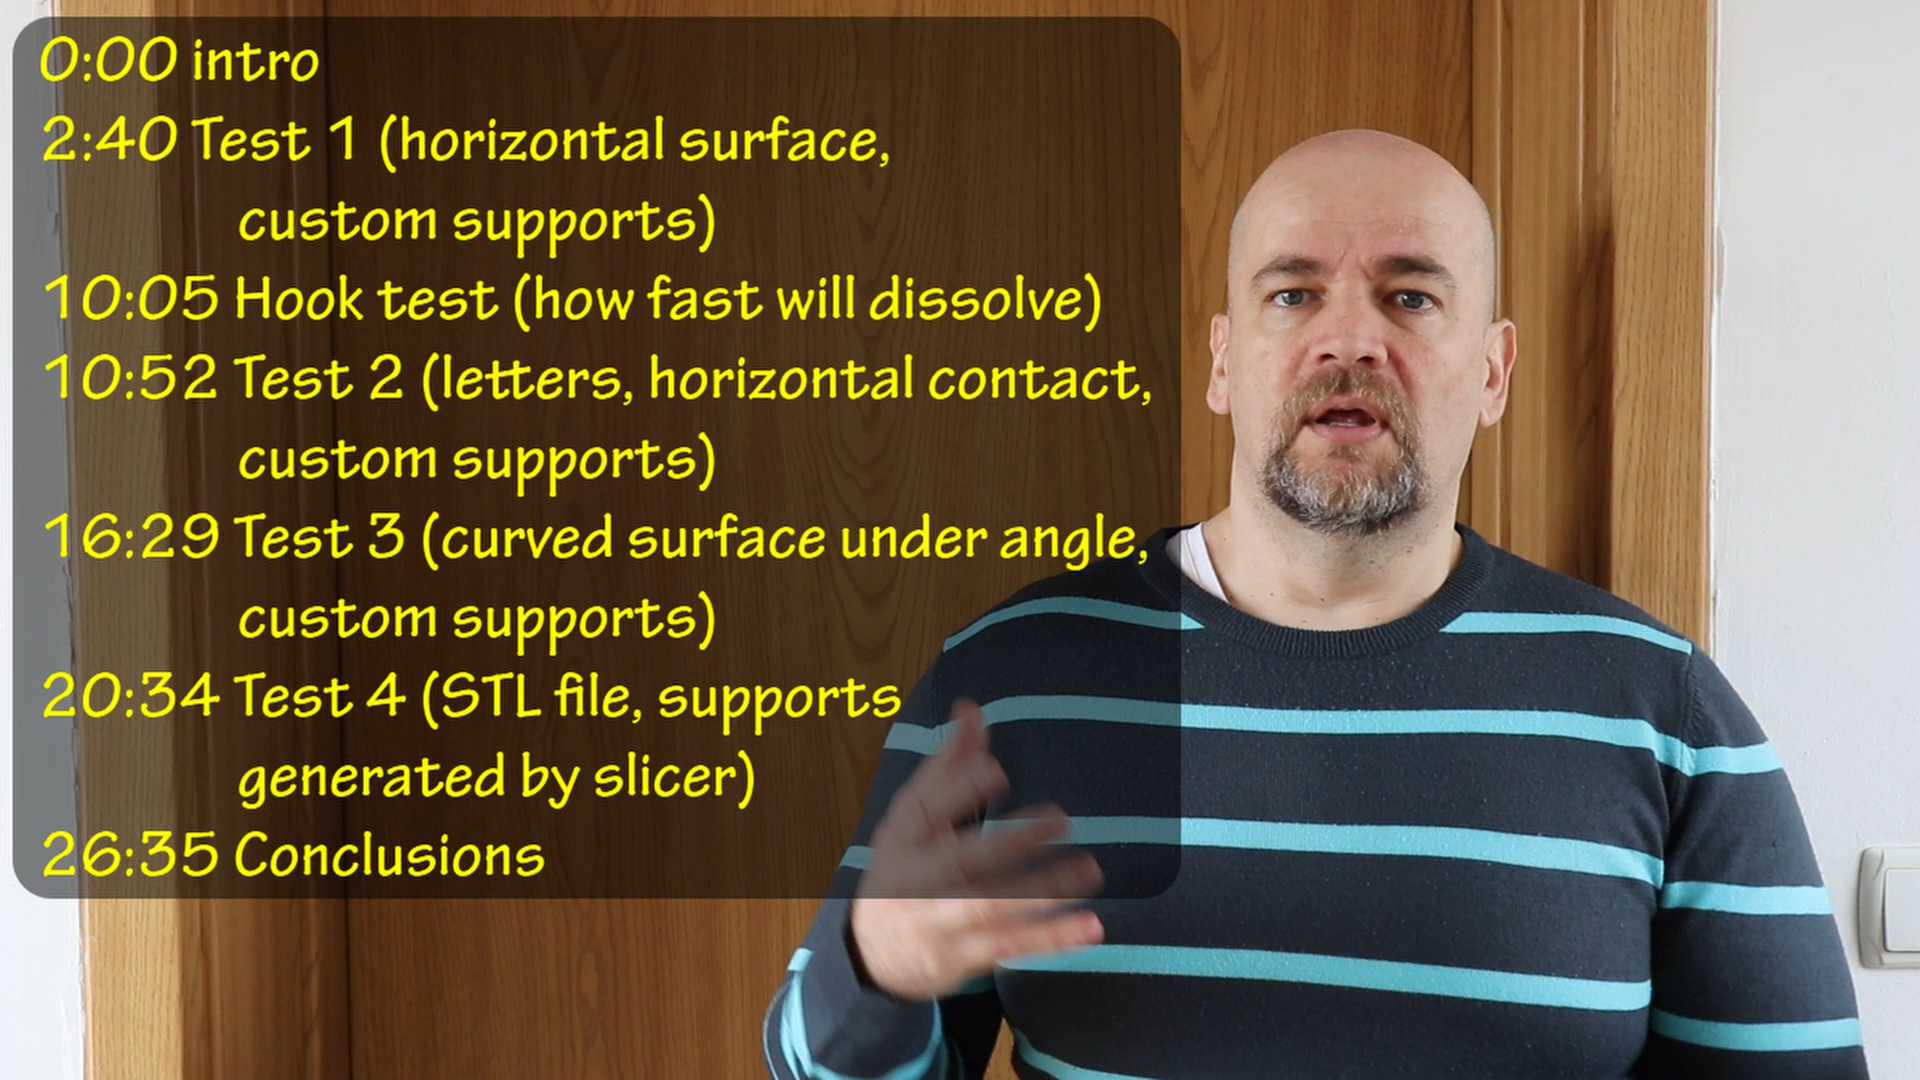 0:00 intro
2:40 Test 1 (horizontal surface,
custom supports)
10:05 Hook test (how fast will dissolve)
10:52 Test 2 (letters, horizontal contact,
custom supports)
16:29 Test 3 (curved surface under angle,
custom supports)
20:34 Test 4 (STL file, supports
generated by slicer)
26:35 Conclusions